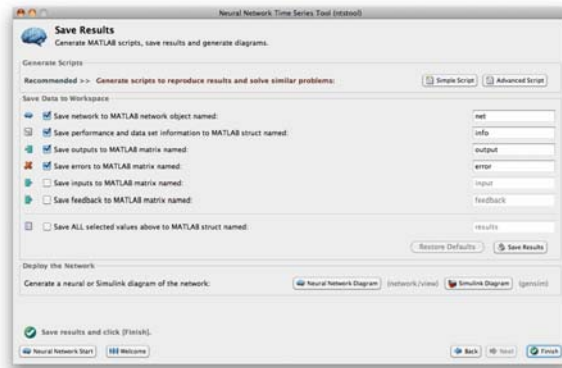 Neural Network Time Series Tool (ntstool)
Save Results
Generate MATLAB scripts, save results and generate diagrams.
Generate Scripts
Recommended >> Generate scripts to reproduce results and solve similar problems:
Simple Script
Advanced Script
Save Data to Workspace
Save network to MATLAB network object named:
net
Save performance and data set information to MATLAB struct named:
info
Save outputs to MATLAB matrix named:
output
Save errors to MATLAB matrix named:
error
Save inputs to MATLAB matrix named:
input
Save feedback to MATLAB matrix named:
feedback
Save ALL selected values above to MATLAB struct named:
results
Restore Defaults
Save Results
Deploy the Network
Generate a neural or Simulink diagram of the network:
Neural Network Diagram
(network/view)
Simulink Diagram
(gensim)
Save results and click [Finish].
Neural Network Start
Welcome
Back
Next
Finish